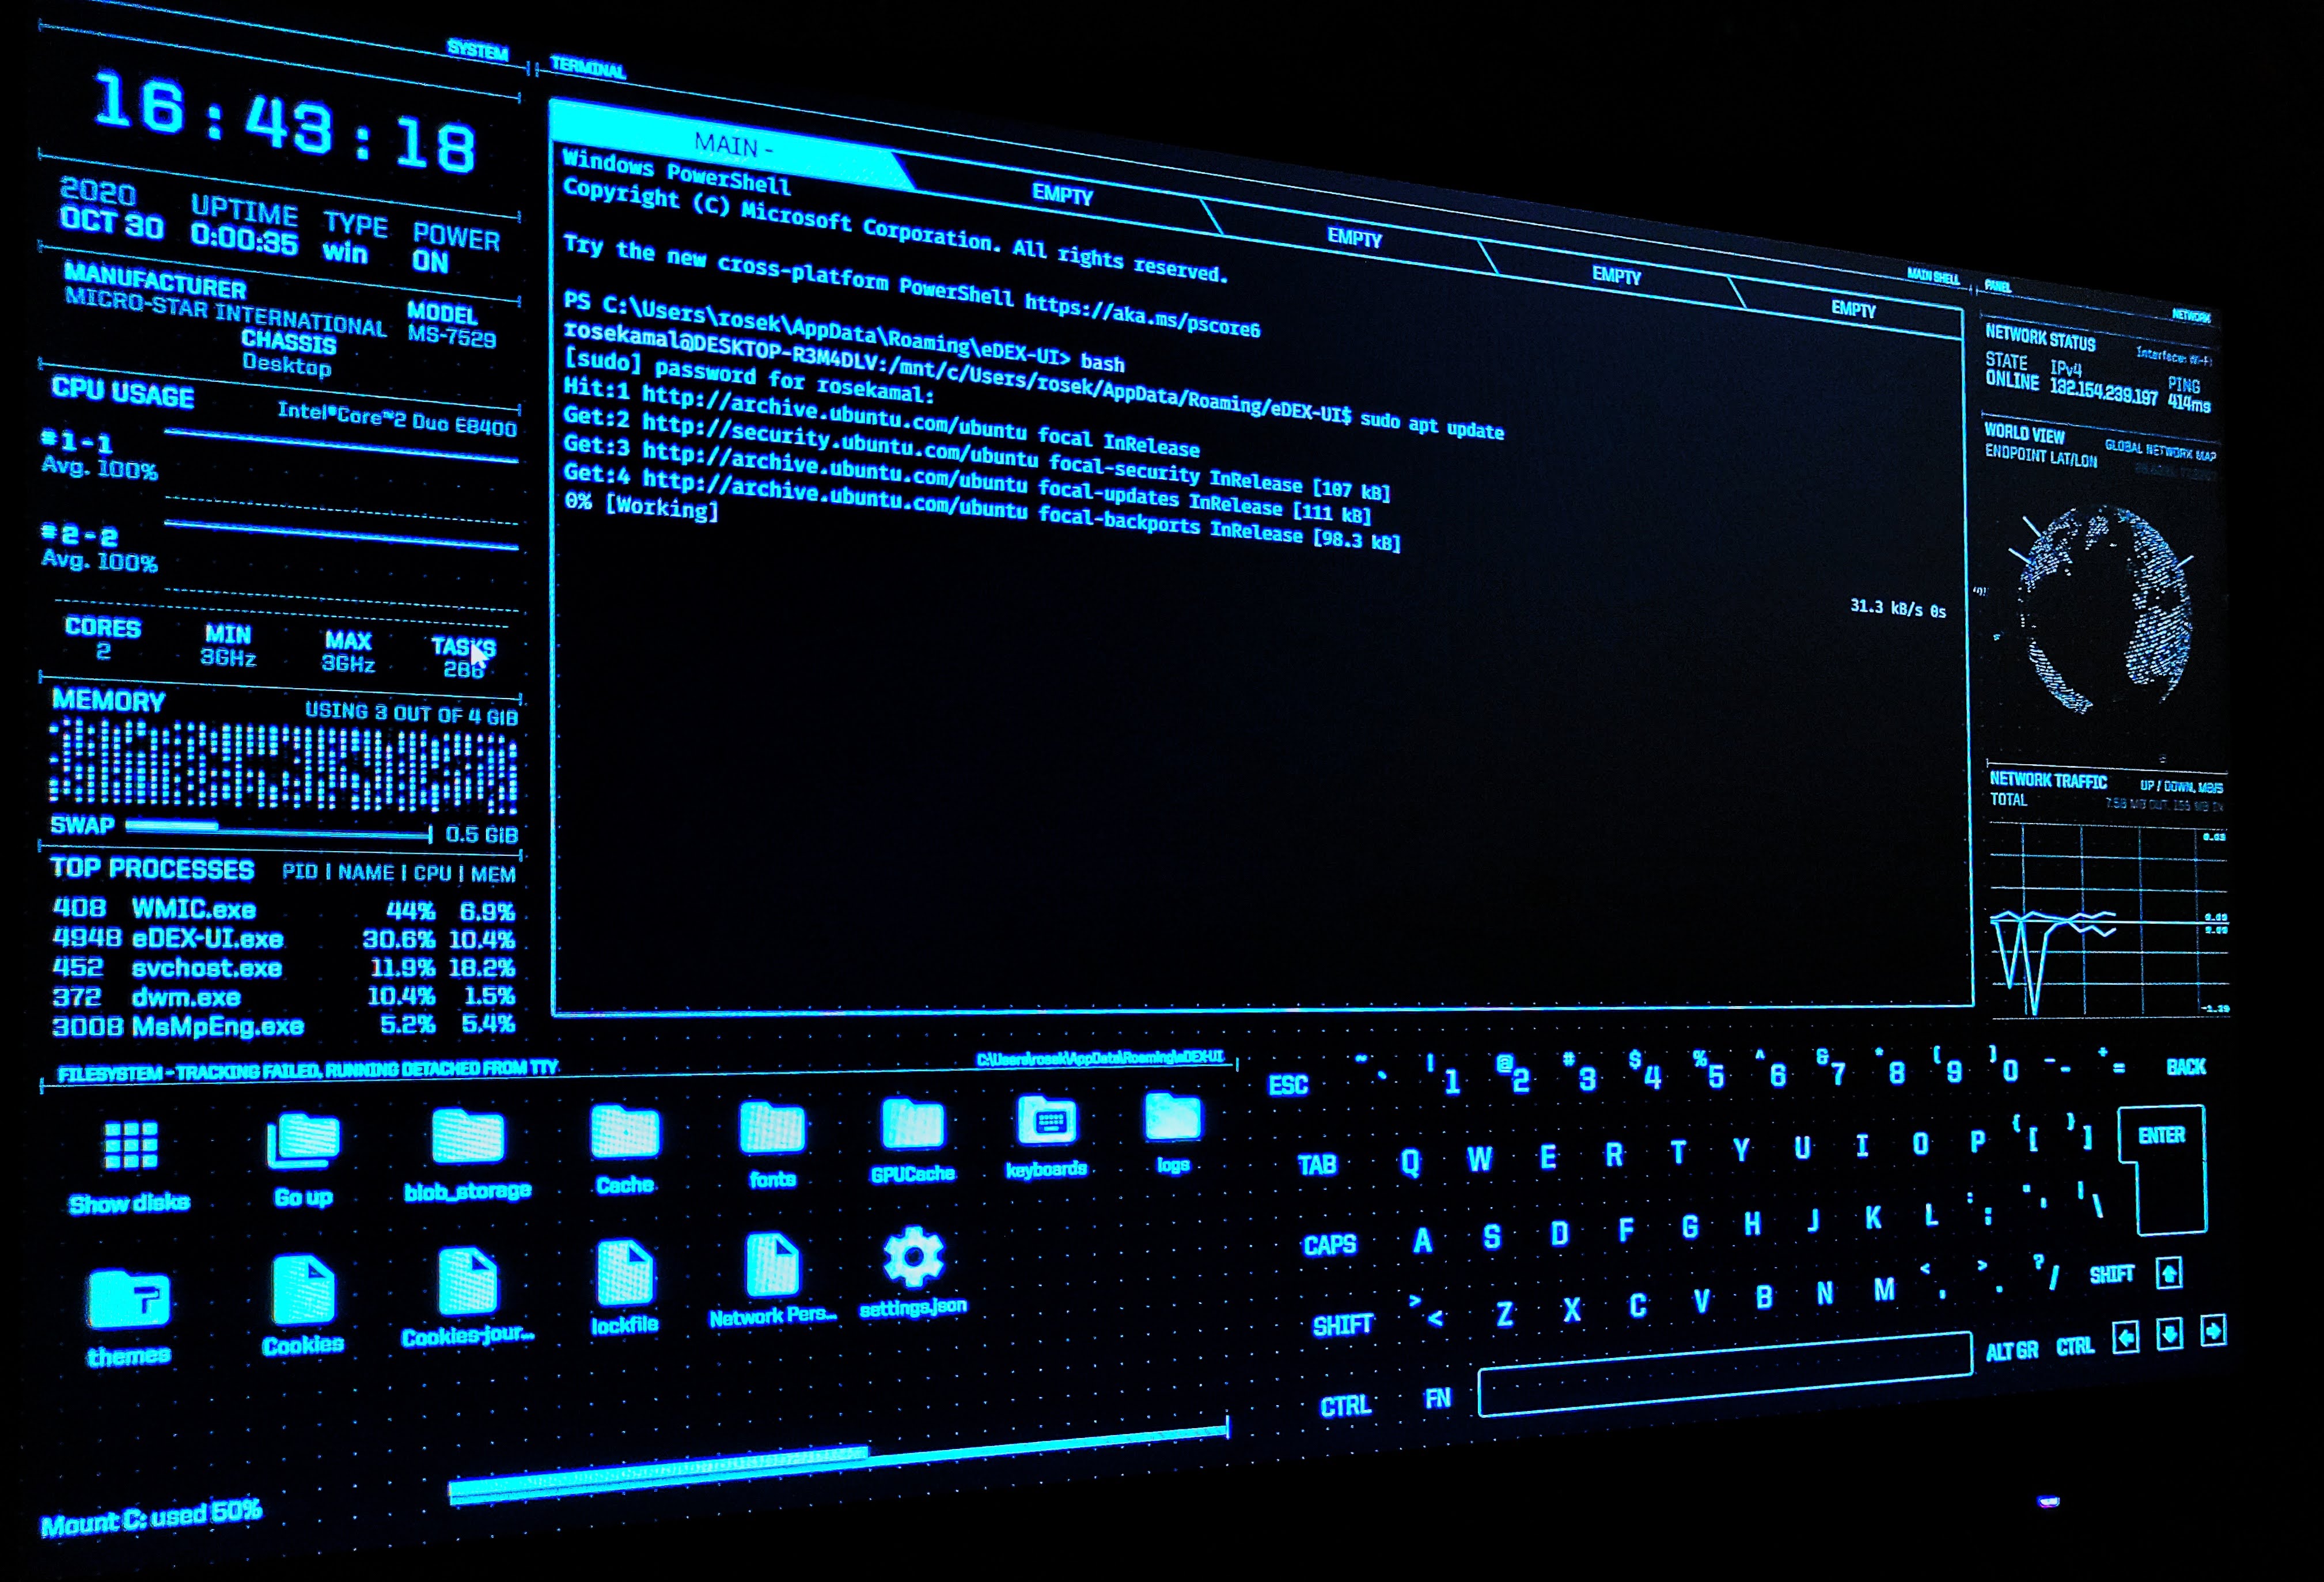 SYSTEM
16:43:18
2020 UPTIME TYPE POWER
OCT 30 0:00:35 win ON
MANUFACTURER MODEL
MICRO-STAR INTERNATIONAL MS-7529
CHASSIS
Desktop
CPU USAGE Intel®Core™2 Duo E8400
#1-1
Avg. 100%
#2-2
Avg. 100%
CORES MIN MAX TASKS
2 3GHz 3GHz
MEMORY USING 3 OUT OF 4 GIB
SWAP 0.5 GIB
TOP PROCESSES PID | NAME | CPU | MEM
408 WMIC.exe 44% 6.9%
4948 eDEX-UI.exe 30.6% 10.4%
452 svchost.exe 11.9% 18.2%
372 dwm.exe 10.4% 1.5%
3008 MsMpEng.exe 5.2% 5.4%
TERMINAL
MAIN SHELL
MAIN - EMPTY EMPTY EMPTY EMPTY
Windows PowerShell
Copyright (C) Microsoft Corporation. All rights reserved.
Try the new cross-platform PowerShell https://aka.ms/pscore6
PS C:\Users\rosek\AppData\Roaming\eDEX-UI> bash
rosekamal@DESKTOP-R3M4DLV:/mnt/c/Users/rosek/AppData/Roaming/eDEX-UI$ sudo apt update
[sudo] password for rosekamal:
Hit:1 http://archive.ubuntu.com/ubuntu focal InRelease
Get:2 http://security.ubuntu.com/ubuntu focal-security InRelease [107 kB]
Get:3 http://archive.ubuntu.com/ubuntu focal-updates InRelease [111 kB]
Get:4 http://archive.ubuntu.com/ubuntu focal-backports InRelease [98.3 kB]
0% [Working]
31.3 kB/s 0s
PANEL NETWORK
NETWORK STATUS Interface: Wi-Fi
STATE IPv4 PING
ONLINE 132.154.239.197 414ms
WORLD VIEW GLOBAL NETWORK MAP
ENDPOINT LAT/LON
NETWORK TRAFFIC UP / DOWN, MB/S
TOTAL
FILESYSTEM - TRACKING FAILED, RUNNING DETACHED FROM TTY C:\Users\rosek\AppData\Roaming\eDEX-UI
Show disks Go up blob_storage Cache fonts GPUCache keyboards logs
themes Cookies Cookies-jour... lockfile Network Pers... settings.json
Mount C: used 50%
ESC ~ ` ! 1 @ 2 # 3 $ 4 % 5 ^ 6 & 7 * 8 ( 9 ) 0 _ - + = BACK
TAB Q W E R T Y U I O P { [ } ] ENTER
CAPS A S D F G H J K L : ; " ' | \
SHIFT > < Z X C V B N M < , > . ? / SHIFT
CTRL FN ALT GR CTRL